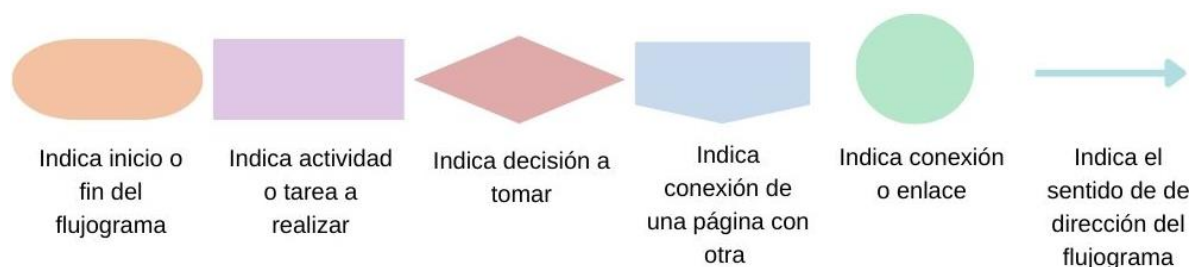 Indica inicio o
fin del
flujograma
Indica actividad
o tarea a
realizar
Indica decisión a
tomar
Indica
conexión de
una página con
otra
Indica conexión
o enlace
Indica el
sentido de de
dirección del
flujograma